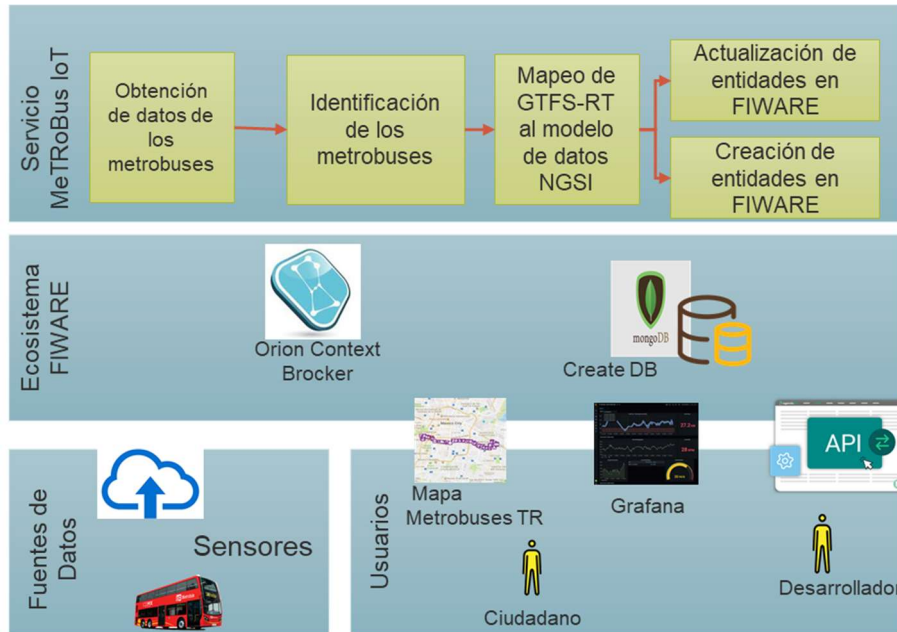 Servicio
MeTRoBus IoT
Obtención
de datos de
los
metrobuses
Identificación
de los
metrobuses
Mapeo de
GTFS-RT
al modelo
de datos
NGSI
Actualización de
entidades en
FIWARE
Creación de
entidades en
FIWARE
Ecosistema
FIWARE
Orion Context
Brocker
mongoDB
Create DB
Fuentes de
Datos
Sensores
Usuarios
Mapa
Metrobuses TR
Ciudadano
Grafana
API
Desarrollador